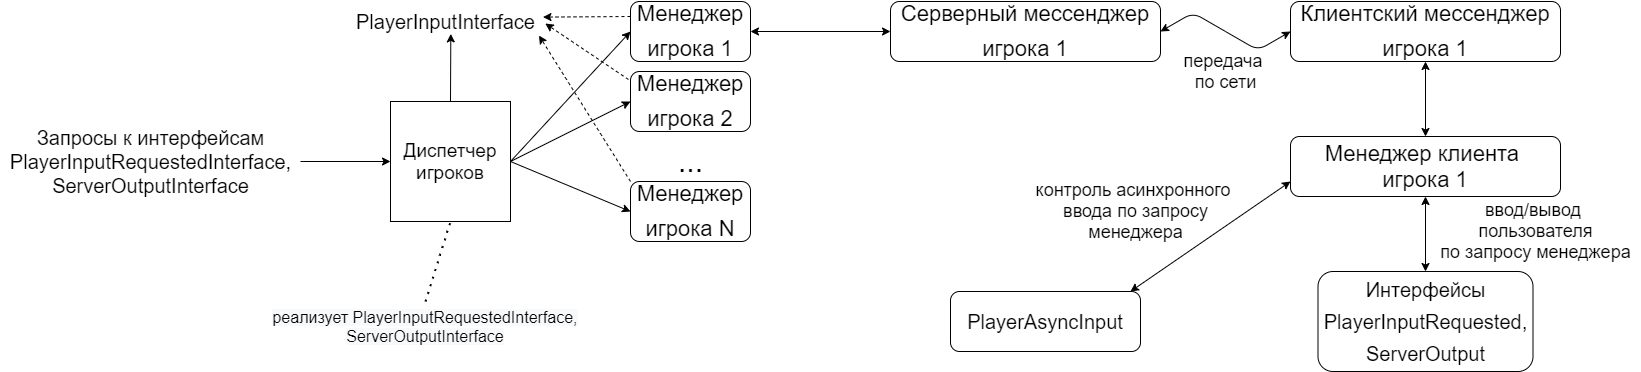 PlayerInputInterface
Менеджер
игрока 1
Серверный мессенджер
игрока 1
Клиентский мессенджер
игрока 1
передача
по сети
Менеджер
игрока 2
Запросы к интерфейсам
PlayerInputRequestedInterface,
ServerOutputInterface
Диспетчер
игроков
...
Менеджер
игрока N
Менеджер клиента
игрока 1
контроль асинхронного
ввода по запросу
менеджера
ввод/вывод
пользователя
по запросу менеджера
PlayerAsyncInput
Интерфейсы
PlayerInputRequested,
ServerOutput
реализует PlayerInputRequestedInterface,
ServerOutputInterface